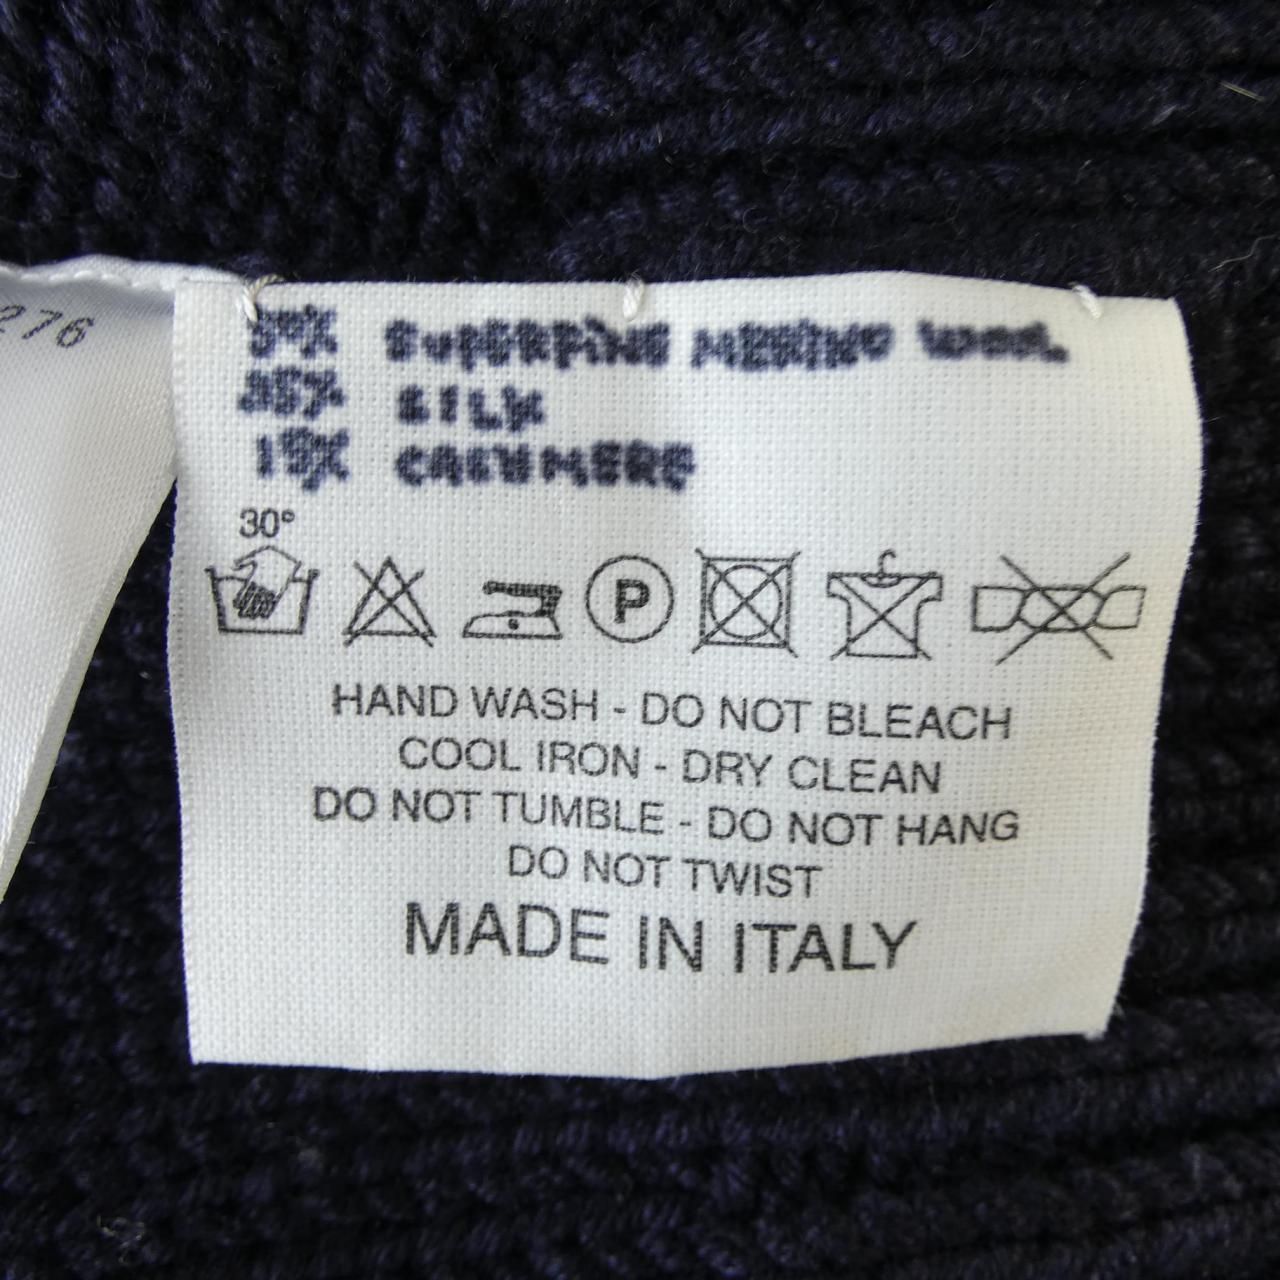 276
SUPERFINE MERINO WOOL
SILK
CASHMERE
30°
P
HAND WASH - DO NOT BLEACH
COOL IRON - DRY CLEAN
DO NOT TUMBLE - DO NOT HANG
DO NOT TWIST
MADE IN ITALY